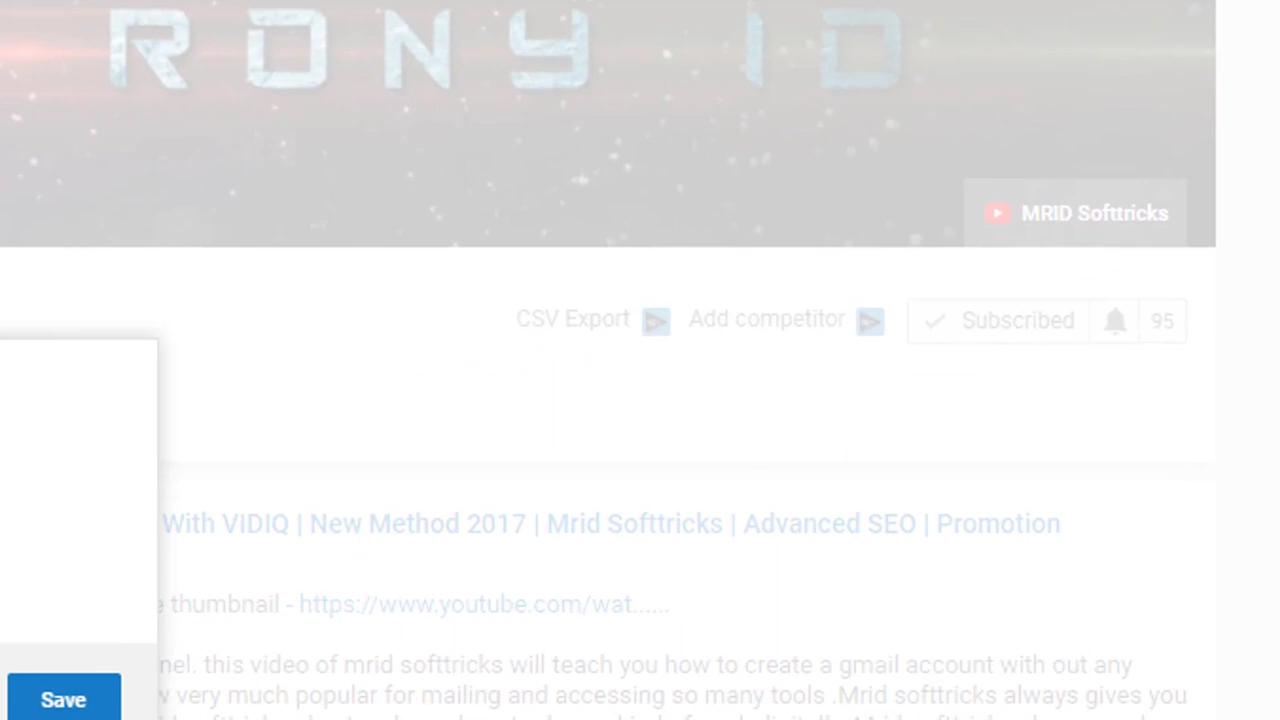 RONY ID
MRID Softtricks
CSV Export Add competitor Subscribed 95
With VIDIQ | New Method 2017 | Mrid Softtricks | Advanced SEO | Promotion
e thumbnail - https://www.youtube.com/wat......
nel. this video of mrid softtricks will teach you how to create a gmail account with out any
very much popular for mailing and accessing so many tools .Mrid softtricks always gives you
Save